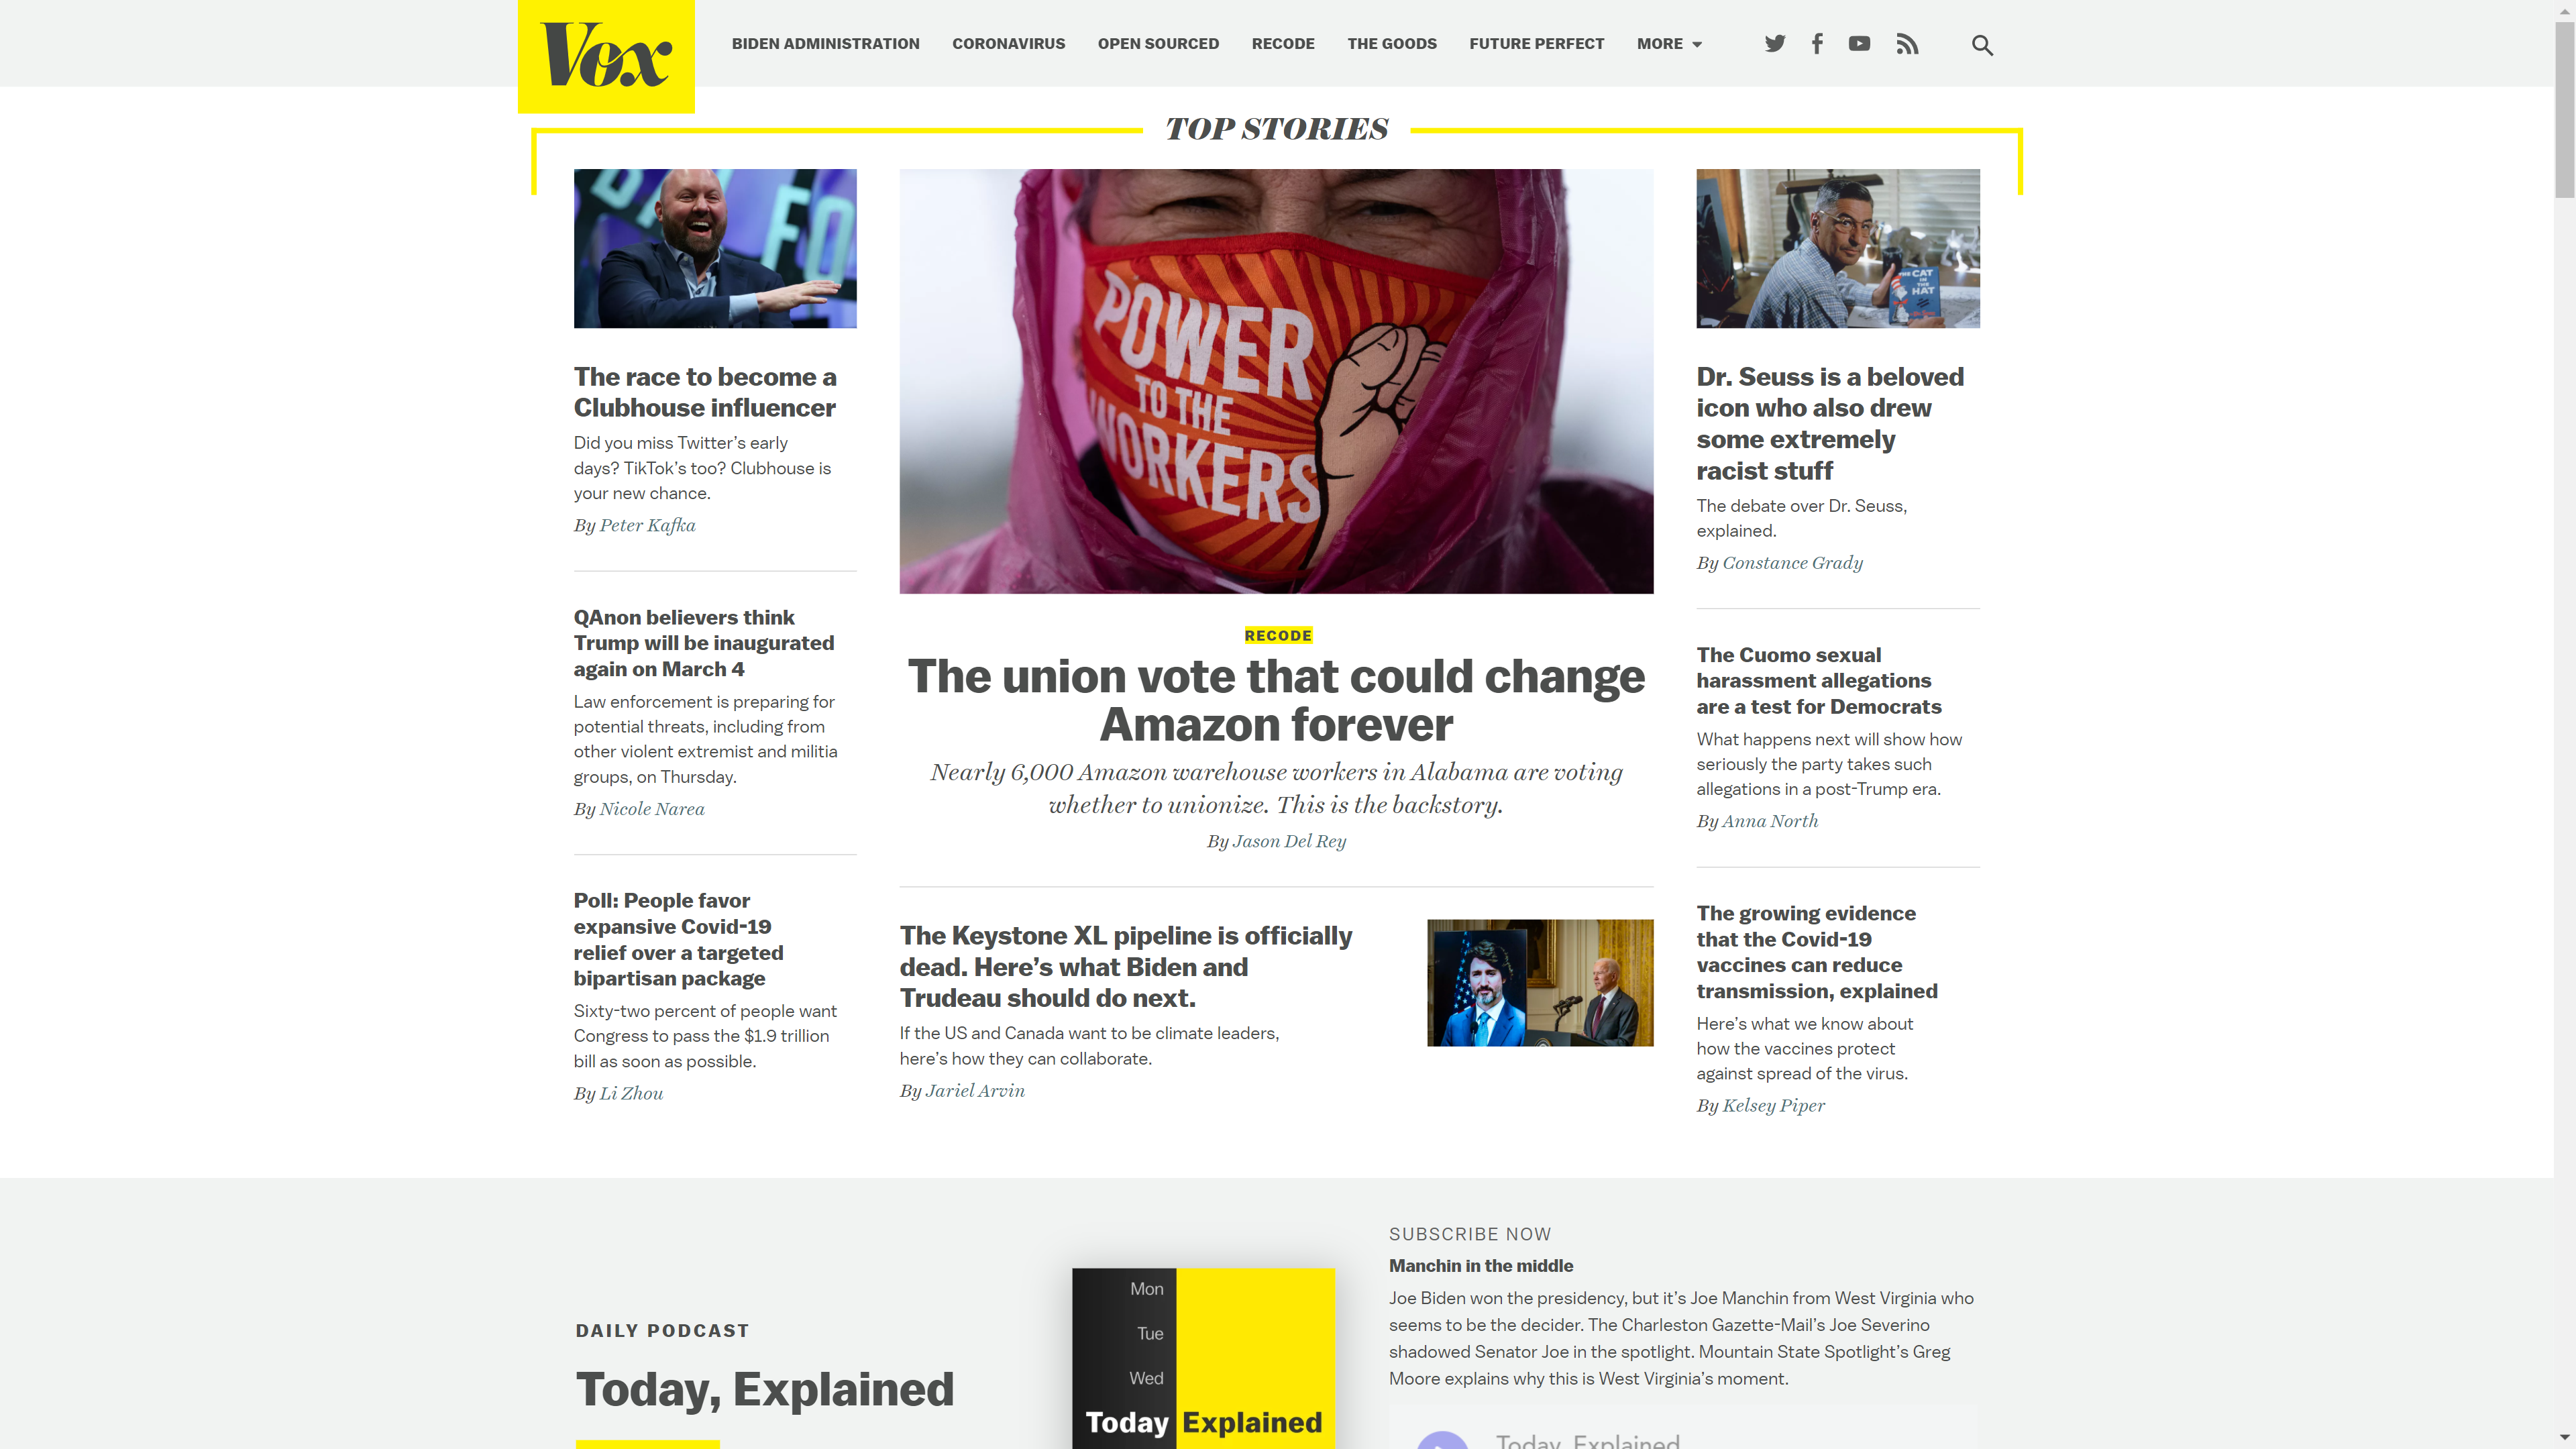 Vox
BIDEN ADMINISTRATION
CORONAVIRUS
OPEN SOURCED
RECODE
THE GOODS
FUTURE PERFECT
MORE
TOP STORIES
FO
The race to become a
Clubhouse influencer
Did you miss Twitter’s early
days? TikTok’s too? Clubhouse is
your new chance.
By Peter Kafka
QAnon believers think
Trump will be inaugurated
again on March 4
Law enforcement is preparing for
potential threats, including from
other violent extremist and militia
groups, on Thursday.
By Nicole Narea
Poll: People favor
expansive Covid-19
relief over a targeted
bipartisan package
Sixty-two percent of people want
Congress to pass the $1.9 trillion
bill as soon as possible.
By Li Zhou
POWER
TO THE
WORKERS
RECODE
The union vote that could change
Amazon forever
Nearly 6,000 Amazon warehouse workers in Alabama are voting
whether to unionize. This is the backstory.
By Jason Del Rey
The Keystone XL pipeline is officially
dead. Here’s what Biden and
Trudeau should do next.
If the US and Canada want to be climate leaders,
here’s how they can collaborate.
By Jariel Arvin
THE CAT
IN THE
HAT
Dr. Seuss is a beloved
icon who also drew
some extremely
racist stuff
The debate over Dr. Seuss,
explained.
By Constance Grady
The Cuomo sexual
harassment allegations
are a test for Democrats
What happens next will show how
seriously the party takes such
allegations in a post-Trump era.
By Anna North
The growing evidence
that the Covid-19
vaccines can reduce
transmission, explained
Here’s what we know about
how the vaccines protect
against spread of the virus.
By Kelsey Piper
DAILY PODCAST
Today, Explained
Mon
Tue
Wed
Today Explained
SUBSCRIBE NOW
Manchin in the middle
Joe Biden won the presidency, but it’s Joe Manchin from West Virginia who
seems to be the decider. The Charleston Gazette-Mail’s Joe Severino
shadowed Senator Joe in the spotlight. Mountain State Spotlight’s Greg
Moore explains why this is West Virginia’s moment.
Today, Explained